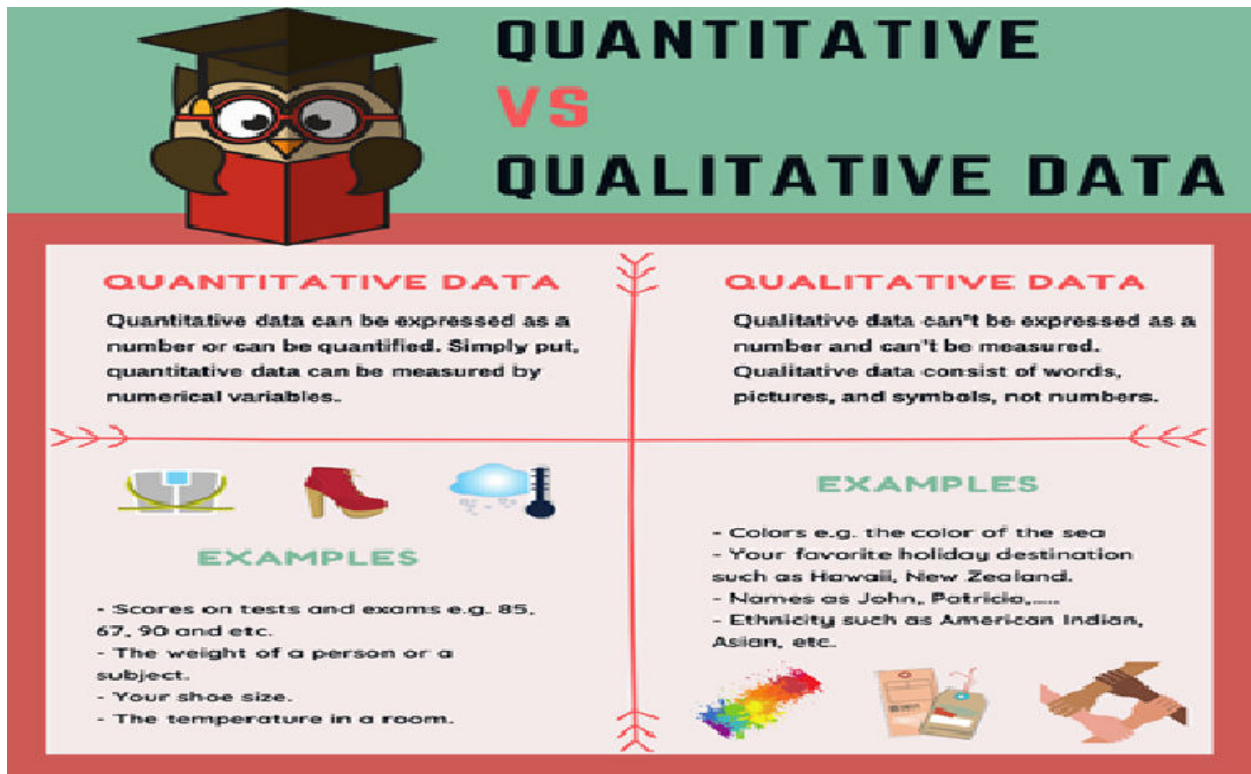 QUANTITATIVE
VS
QUALITATIVE DATA
QUANTITATIVE DATA
Quantitative data can be expressed as a
number or can be quantified. Simply put,
quantitative data can be measured by
numerical variables.
QUALITATIVE DATA
Qualitative data can't be expressed as a
number and can't be measured.
Qualitative data consist of words,
pictures, and symbols, not numbers.
EXAMPLES
- Scores on tests and exams e.g. 85,
67, 90 and etc.
- The weight of a person or a
subject.
- Your shoe size.
- The temperature in a room.
EXAMPLES
- Colors e.g. the color of the sea
- Your favorite holiday destination
such as Hawaii, New Zealand.
- Names as John, Patricia,.....
- Ethnicity such as American Indian,
Asian, etc.